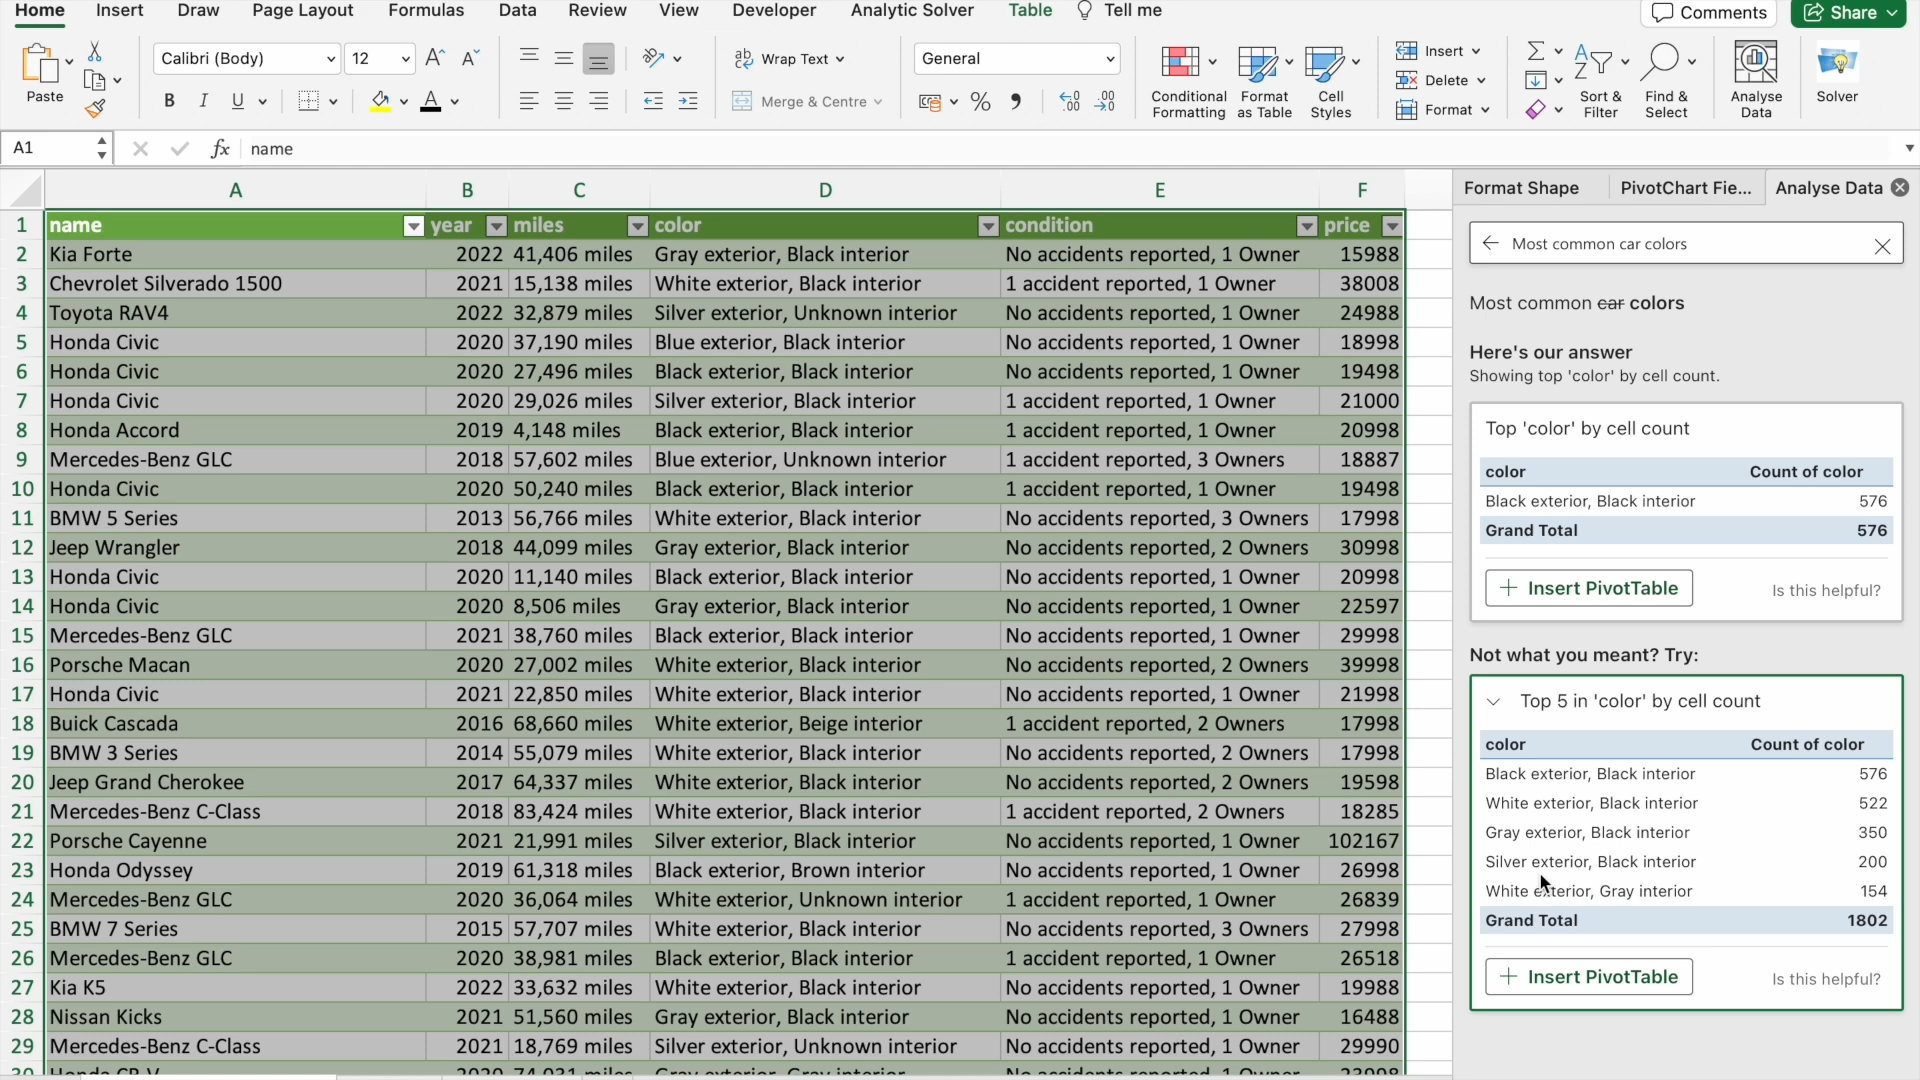 Home Insert Draw Page Layout Formulas Data Review View Developer Analytic Solver Table Tell me Comments Share
Paste
Calibri (Body) 12
B I U
Wrap Text
Merge & Centre
General
Conditional Formatting
Format as Table
Cell Styles
Insert
Delete
Format
Sort & Filter
Find & Select
Analyse Data
Solver
A1 fx name
A B C D E F
1 name year miles color condition price
2 Kia Forte 2022 41,406 miles Gray exterior, Black interior No accidents reported, 1 Owner 15988
3 Chevrolet Silverado 1500 2021 15,138 miles White exterior, Black interior 1 accident reported, 1 Owner 38008
4 Toyota RAV4 2022 32,879 miles Silver exterior, Unknown interior No accidents reported, 1 Owner 24988
5 Honda Civic 2020 37,190 miles Blue exterior, Black interior No accidents reported, 1 Owner 18998
6 Honda Civic 2020 27,496 miles Black exterior, Black interior No accidents reported, 1 Owner 19498
7 Honda Civic 2020 29,026 miles Silver exterior, Black interior 1 accident reported, 1 Owner 21000
8 Honda Accord 2019 4,148 miles Black exterior, Black interior 1 accident reported, 1 Owner 20998
9 Mercedes-Benz GLC 2018 57,602 miles Blue exterior, Unknown interior 1 accident reported, 3 Owners 18887
10 Honda Civic 2020 50,240 miles Black exterior, Black interior 1 accident reported, 1 Owner 19498
11 BMW 5 Series 2013 56,766 miles White exterior, Black interior No accidents reported, 3 Owners 17998
12 Jeep Wrangler 2018 44,099 miles Gray exterior, Black interior No accidents reported, 2 Owners 30998
13 Honda Civic 2020 11,140 miles Black exterior, Black interior No accidents reported, 1 Owner 20998
14 Honda Civic 2020 8,506 miles Gray exterior, Black interior No accidents reported, 1 Owner 22597
15 Mercedes-Benz GLC 2021 38,760 miles Black exterior, Black interior No accidents reported, 1 Owner 29998
16 Porsche Macan 2020 27,002 miles White exterior, Black interior No accidents reported, 2 Owners 39998
17 Honda Civic 2021 22,850 miles White exterior, Black interior No accidents reported, 1 Owner 21998
18 Buick Cascada 2016 68,660 miles White exterior, Beige interior 1 accident reported, 2 Owners 17998
19 BMW 3 Series 2014 55,079 miles White exterior, Black interior No accidents reported, 2 Owners 17998
20 Jeep Grand Cherokee 2017 64,337 miles White exterior, Black interior No accidents reported, 2 Owners 19598
21 Mercedes-Benz C-Class 2018 83,424 miles White exterior, Black interior 1 accident reported, 2 Owners 18285
22 Porsche Cayenne 2021 21,991 miles Silver exterior, Black interior No accidents reported, 1 Owner 102167
23 Honda Odyssey 2019 61,318 miles Black exterior, Brown interior No accidents reported, 1 Owner 26998
24 Mercedes-Benz GLC 2020 36,064 miles White exterior, Unknown interior 1 accident reported, 1 Owner 26839
25 BMW 7 Series 2015 57,707 miles White exterior, Black interior No accidents reported, 3 Owners 27998
26 Mercedes-Benz GLC 2020 38,981 miles Black exterior, Black interior 1 accident reported, 1 Owner 26518
27 Kia K5 2022 33,632 miles White exterior, Black interior No accidents reported, 1 Owner 19988
28 Nissan Kicks 2021 51,560 miles Gray exterior, Black interior No accidents reported, 1 Owner 16488
29 Mercedes-Benz C-Class 2021 18,769 miles Silver exterior, Unknown interior No accidents reported, 1 Owner 29990
Format Shape PivotChart Fie... Analyse Data
Most common car colors
Most common car colors
Here's our answer
Showing top 'color' by cell count.
Top 'color' by cell count
color Count of color
Black exterior, Black interior 576
Grand Total 576
Insert PivotTable Is this helpful?
Not what you meant? Try:
Top 5 in 'color' by cell count
color Count of color
Black exterior, Black interior 576
White exterior, Black interior 522
Gray exterior, Black interior 350
Silver exterior, Black interior 200
White exterior, Gray interior 154
Grand Total 1802
Insert PivotTable Is this helpful?